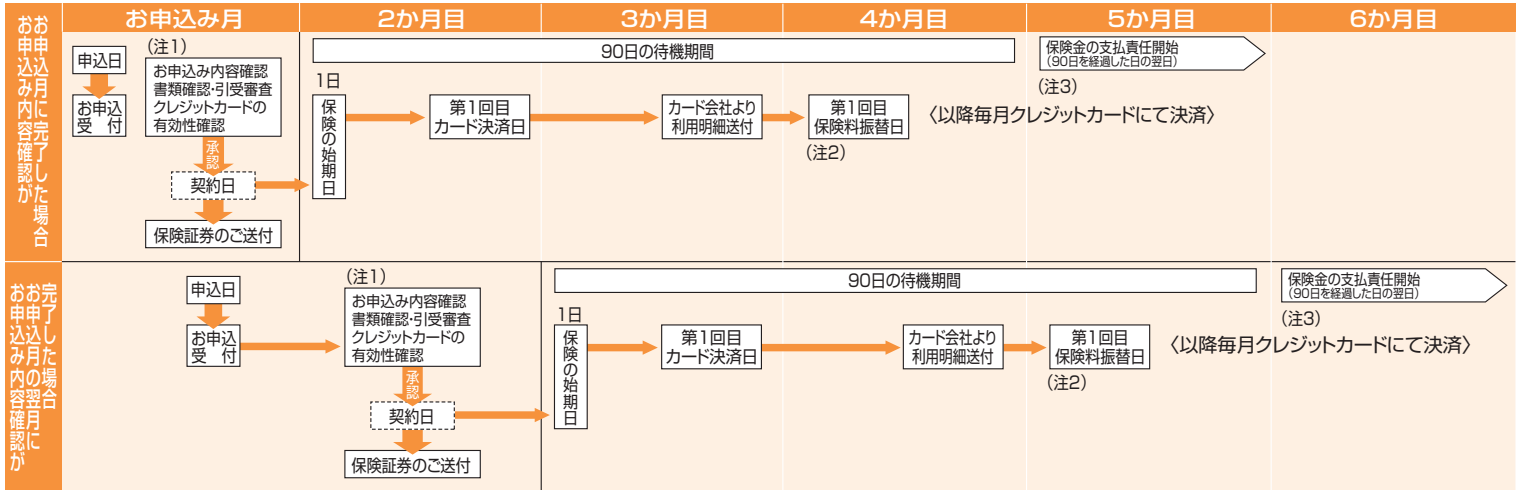 お申込み月
2か月目
3か月目
4か月目
5か月目
6か月目
お申込み内容確認が
お申込月に完了した場合
申込日
お申込
受　付
(注1)
お申込み内容確認
書類確認・引受審査
クレジットカードの
有効性確認
承認
契約日
保険証券のご送付
90日の待機期間
1日
保険の始期日
第1回目
カード決済日
カード会社より
利用明細送付
第1回目
保険料振替日
(注2)
〈以降毎月クレジットカードにて決済〉
保険金の支払責任開始
(90日を経過した日の翌日)
(注3)
お申込み内容確認が
お申込月の翌月に
完了した場合
申込日
お申込
受　付
(注1)
お申込み内容確認
書類確認・引受審査
クレジットカードの
有効性確認
承認
契約日
保険証券のご送付
90日の待機期間
1日
保険の始期日
第1回目
カード決済日
カード会社より
利用明細送付
第1回目
保険料振替日
(注2)
〈以降毎月クレジットカードにて決済〉
保険金の支払責任開始
(90日を経過した日の翌日)
(注3)